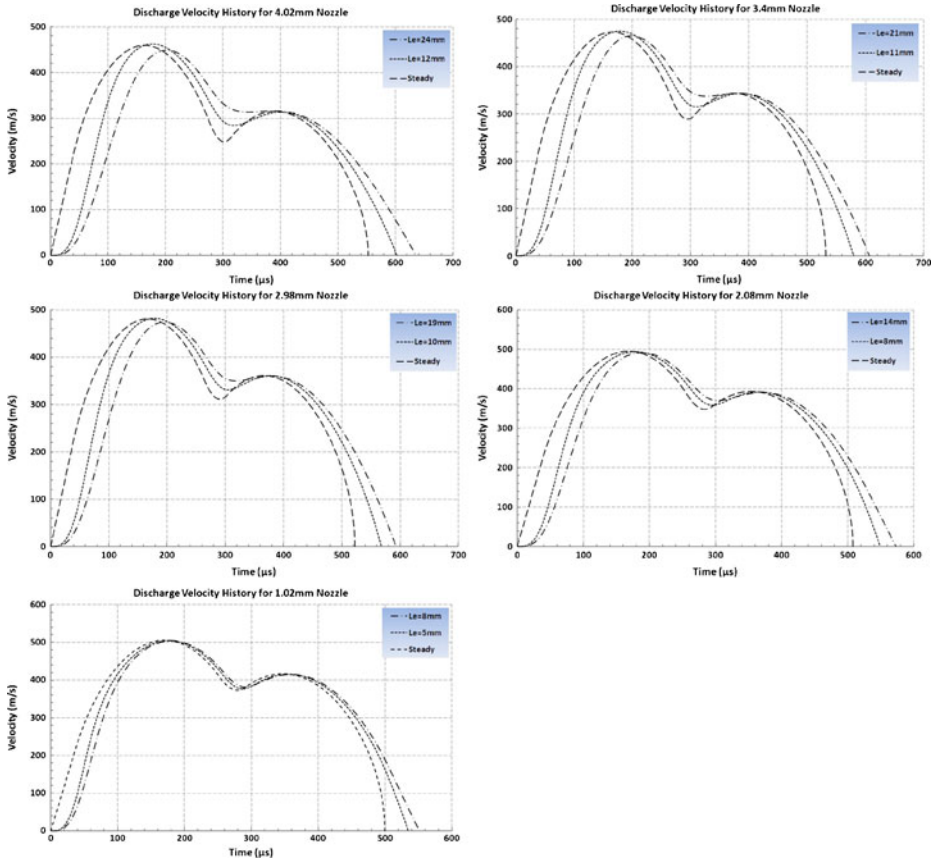 Discharge Velocity History for 4.02mm Nozzle
500
400
300
200
100
0
Velocity (m/s)
0 100 200 300 400 500 600 700
Time (µs)
Le=24mm
Le=12mm
Steady
Discharge Velocity History for 3.4mm Nozzle
500
400
300
200
100
0
Velocity (m/s)
0 100 200 300 400 500 600 700
Time (µs)
Le=21mm
Le=11mm
Steady
Discharge Velocity History for 2.98mm Nozzle
500
400
300
200
100
0
Velocity (m/s)
0 100 200 300 400 500 600 700
Time (µs)
Le=19mm
Le=10mm
Steady
Discharge Velocity History for 2.08mm Nozzle
600
500
400
300
200
100
0
Velocity (m/s)
0 100 200 300 400 500 600
Time (µs)
Le=14mm
Le=8mm
Steady
Discharge Velocity History for 1.02mm Nozzle
600
500
400
300
200
100
0
Velocity (m/s)
0 100 200 300 400 500 600
Time (µs)
Le=8mm
Le=5mm
Steady